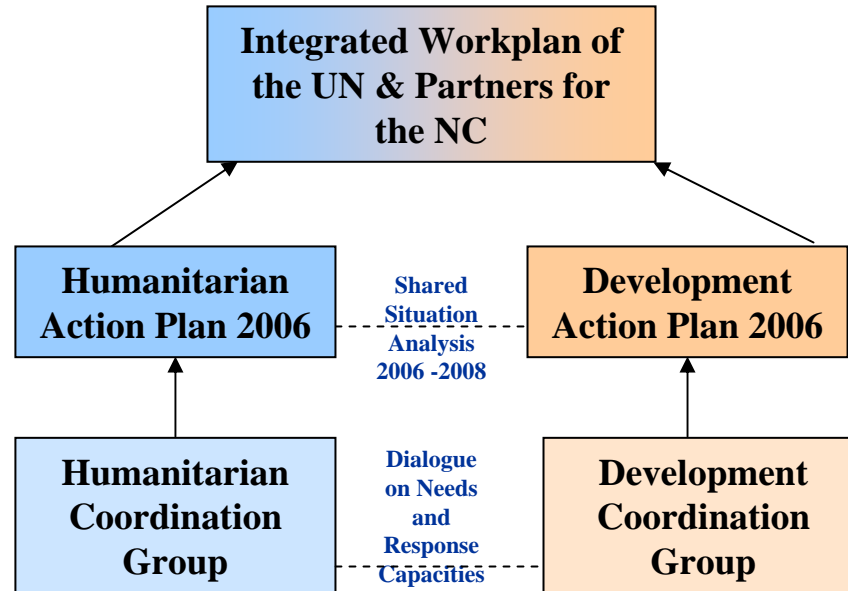 Integrated Workplan of
the UN & Partners for
the NC
Humanitarian
Action Plan 2006
Shared
Situation
Analysis
2006 -2008
Development
Action Plan 2006
Humanitarian
Coordination
Group
Dialogue
on Needs
and
Response
Capacities
Development
Coordination
Group